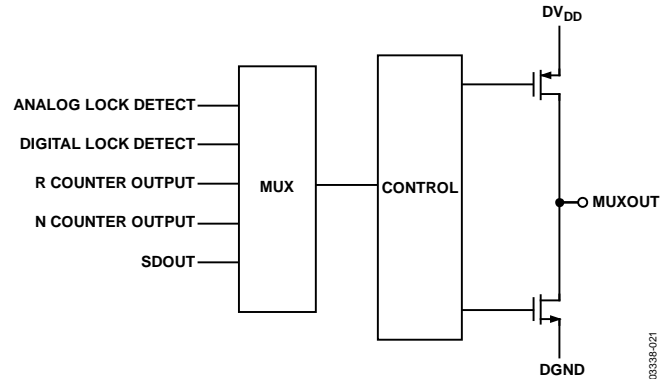 DVDD
ANALOG LOCK DETECT
DIGITAL LOCK DETECT
R COUNTER OUTPUT
N COUNTER OUTPUT
SDOUT
MUX
CONTROL
MUXOUT
DGND
03338-021